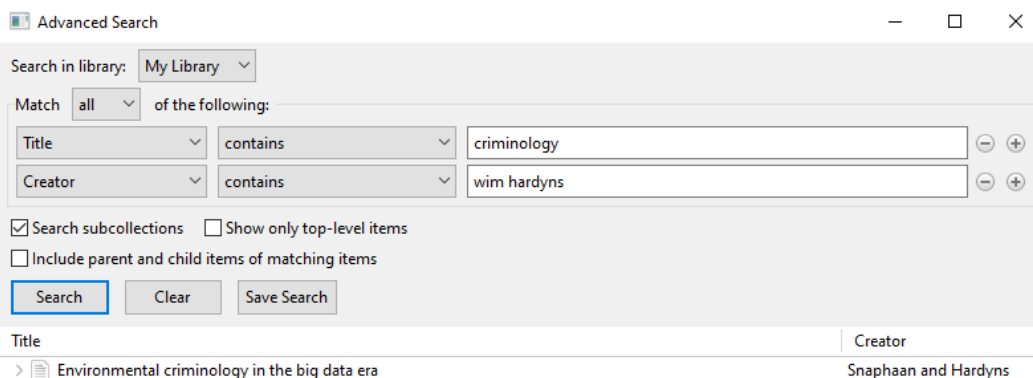 Advanced Search
Search in library: My Library
Match all of the following:
Title contains criminology
Creator contains wim hardyns
Search subcollections Show only top-level items
Include parent and child items of matching items
Search Clear Save Search
Title Creator
Environmental criminology in the big data era Snaphaan and Hardyns